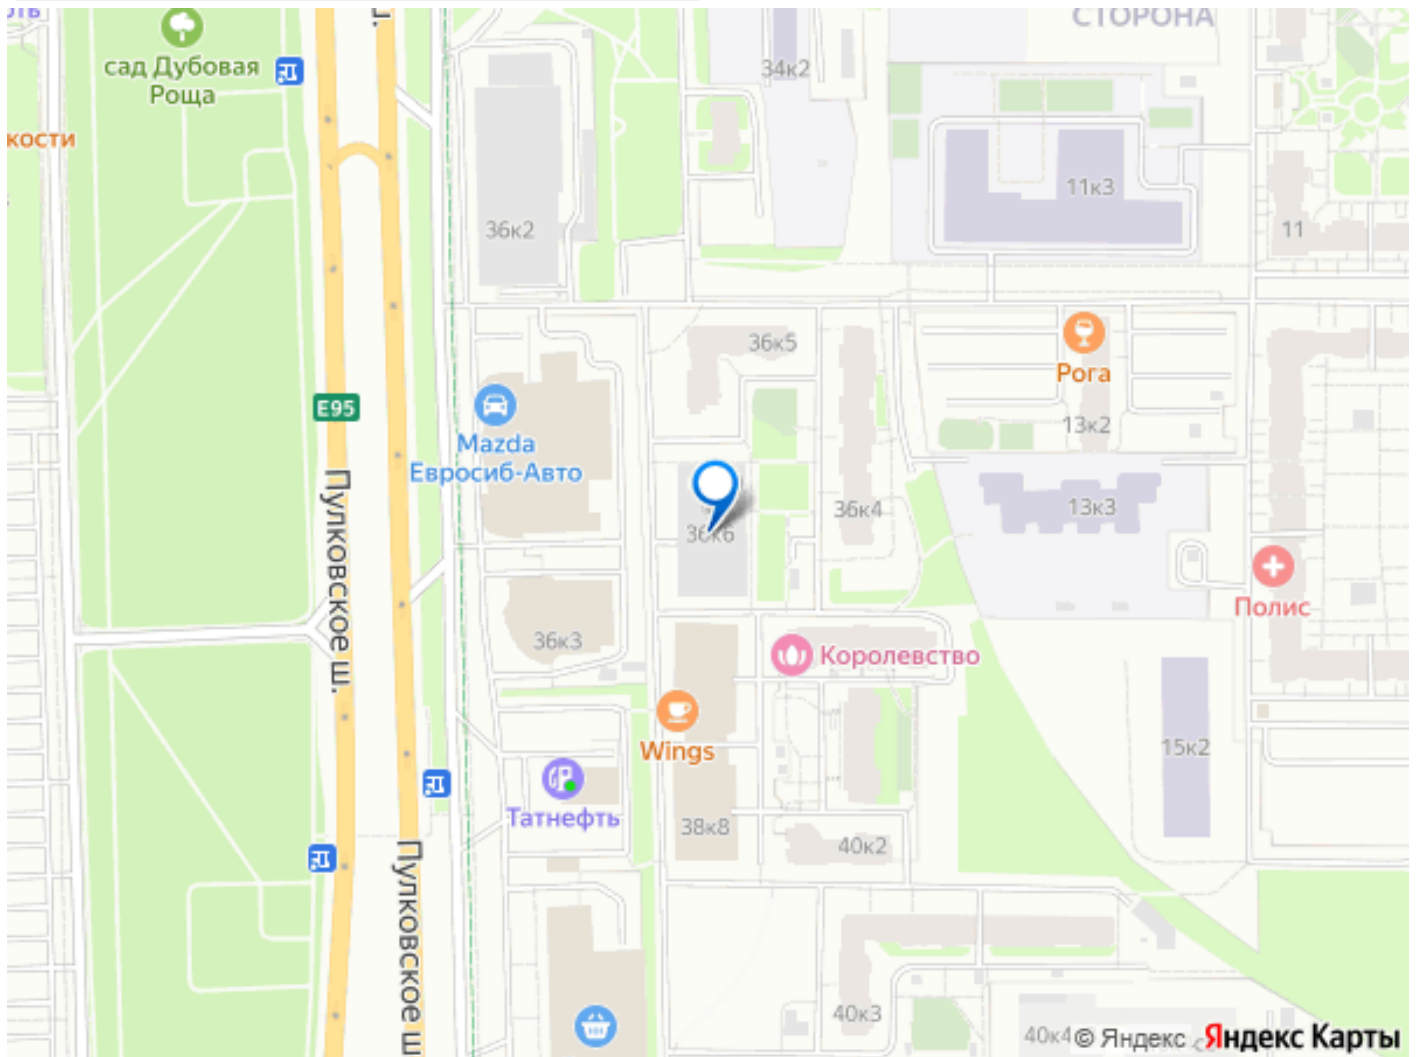 СТОРОНА
сад Дубовая
Роща
34к2
кости
11к3
36к2
11
36к5
Рога
E95
13к2
Mazda
Евросиб-Авто
Пулковское ш.
36к4
13к3
36к6
Полис
36к3
Королевство
Wings
15к2
Татнефть
38к8
40к2
Пулковское ш
40к3
40к4
© Яндекс
Яндекс Карты